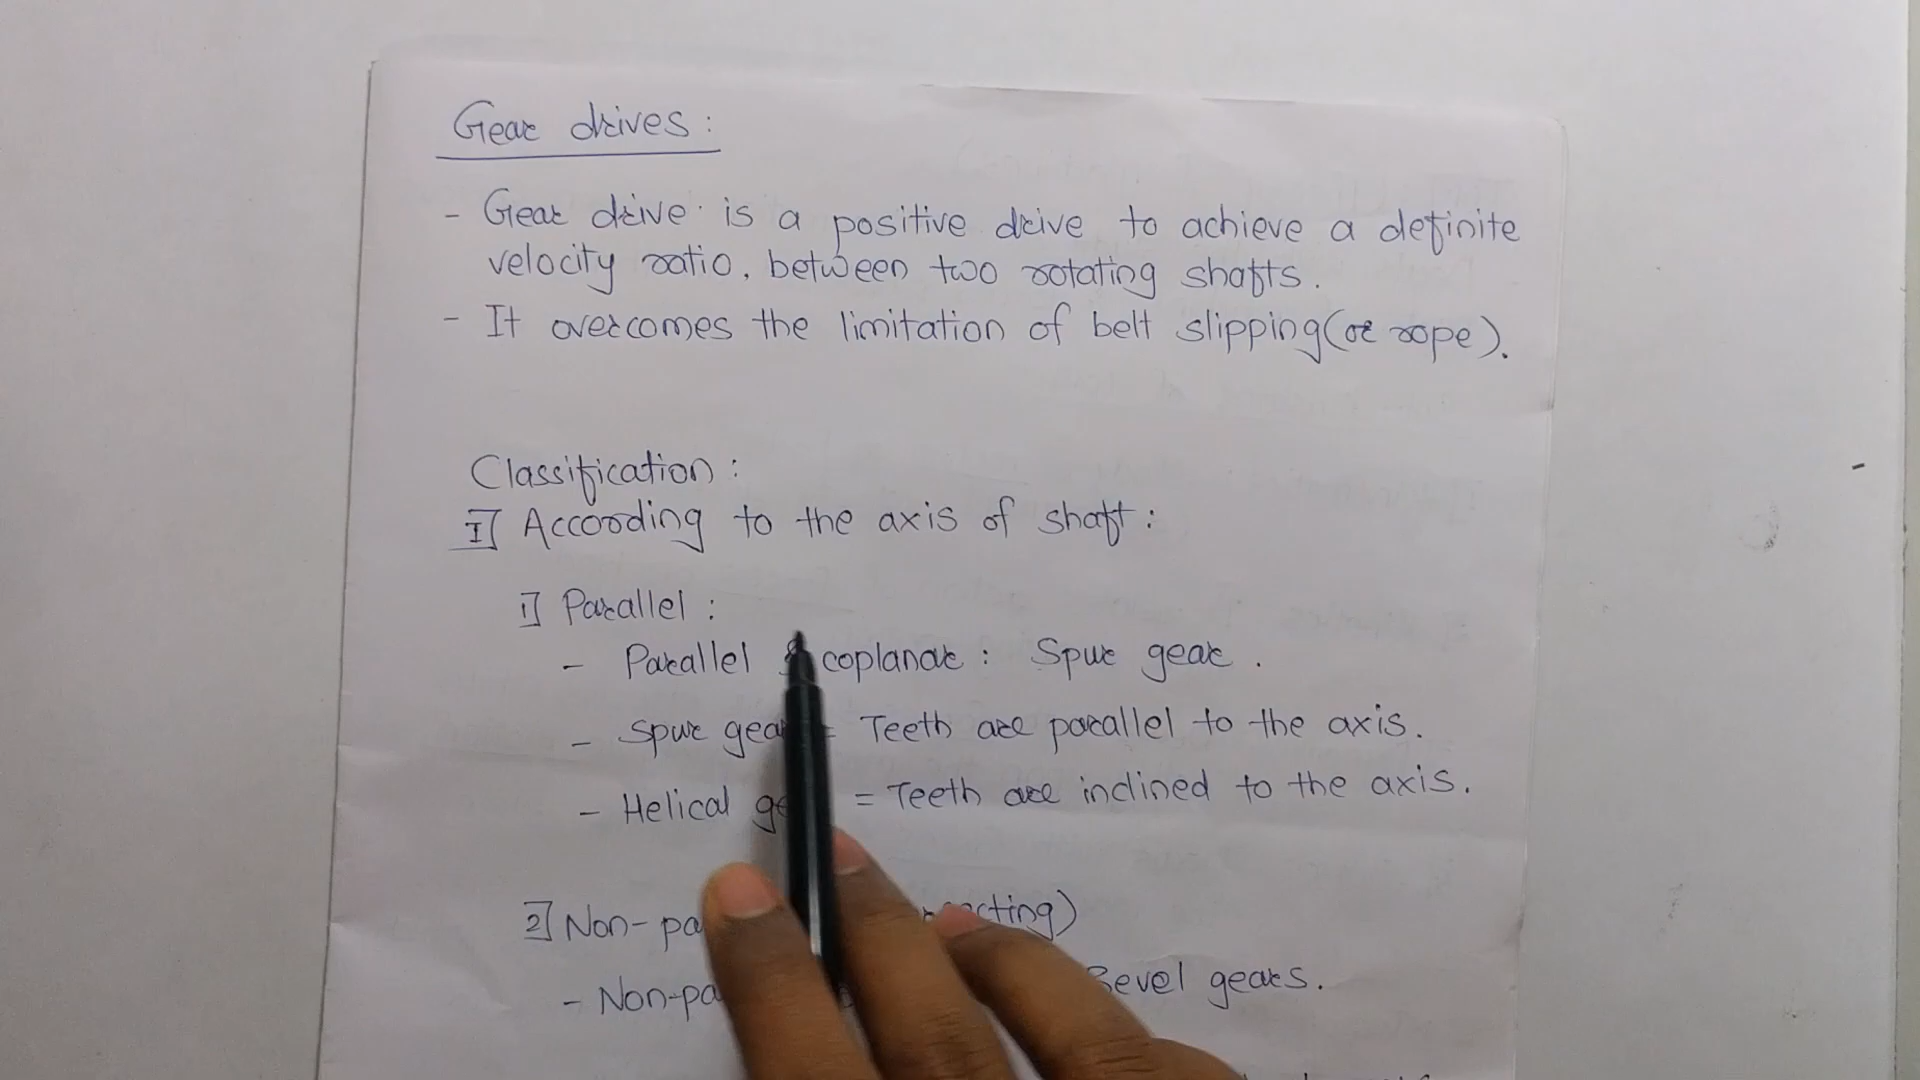 Gear drives :
- Gear drive is a positive drive to achieve a definite
velocity ratio, between two rotating shafts.
- It overcomes the limitation of belt slipping (or rope).
Classification :
I] According to the axis of shaft :
1] Parallel :
- Parallel & coplanar : Spur gear .
- Spur gear = Teeth are parallel to the axis.
- Helical = Teeth are inclined to the axis.
2] Non-
- Non- Bevel gears.